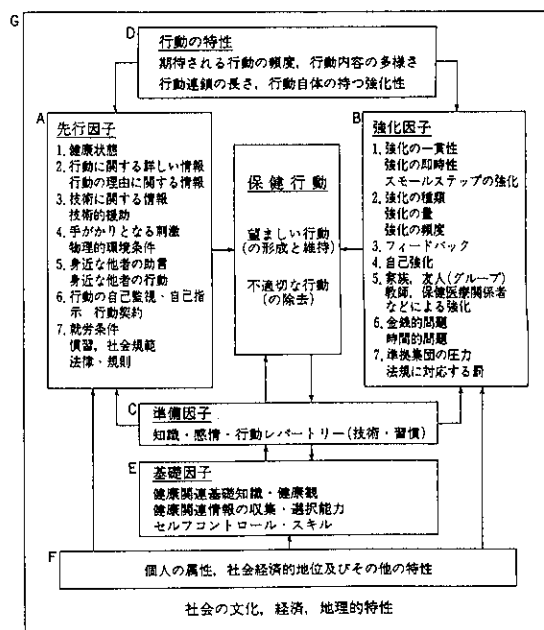 G
D
行動の特性
期待される行動の頻度,行動内容の多様さ
行動連鎖の長さ,行動自体の持つ強化性
A
先行因子
1.健康状態
2.行動に関する詳しい情報
行動の理由に関する情報
3.技術に関する情報
技術的援助
4.手がかりとなる刺激
物理的環境条件
5.身近な他者の助言
身近な他者の行動
6.行動の自己監視・自己指
示 行動契約
7.就労条件
慣習,社会規範
法律・規則
保健行動
望ましい行動
(の形成と維持)
不適切な行動
(の除去)
B
強化因子
1.強化の一貫性
強化の即時性
スモールステップの強化
2.強化の種類
強化の量
強化の頻度
3.フィードバック
4.自己強化
5.家族,友人(グループ)
教師,保健医療関係者
などによる強化
6.金銭的問題
時間的問題
7.準拠集団の圧力
法規に対応する罰
C
準備因子
知識・感情・行動レパートリー(技術・習慣)
E
基礎因子
健康関連基礎知識・健康観
健康関連情報の収集・選択能力
セルフコントロール・スキル
F
個人の属性,社会経済的地位及びその他の特性
社会の文化,経済,地理的特性